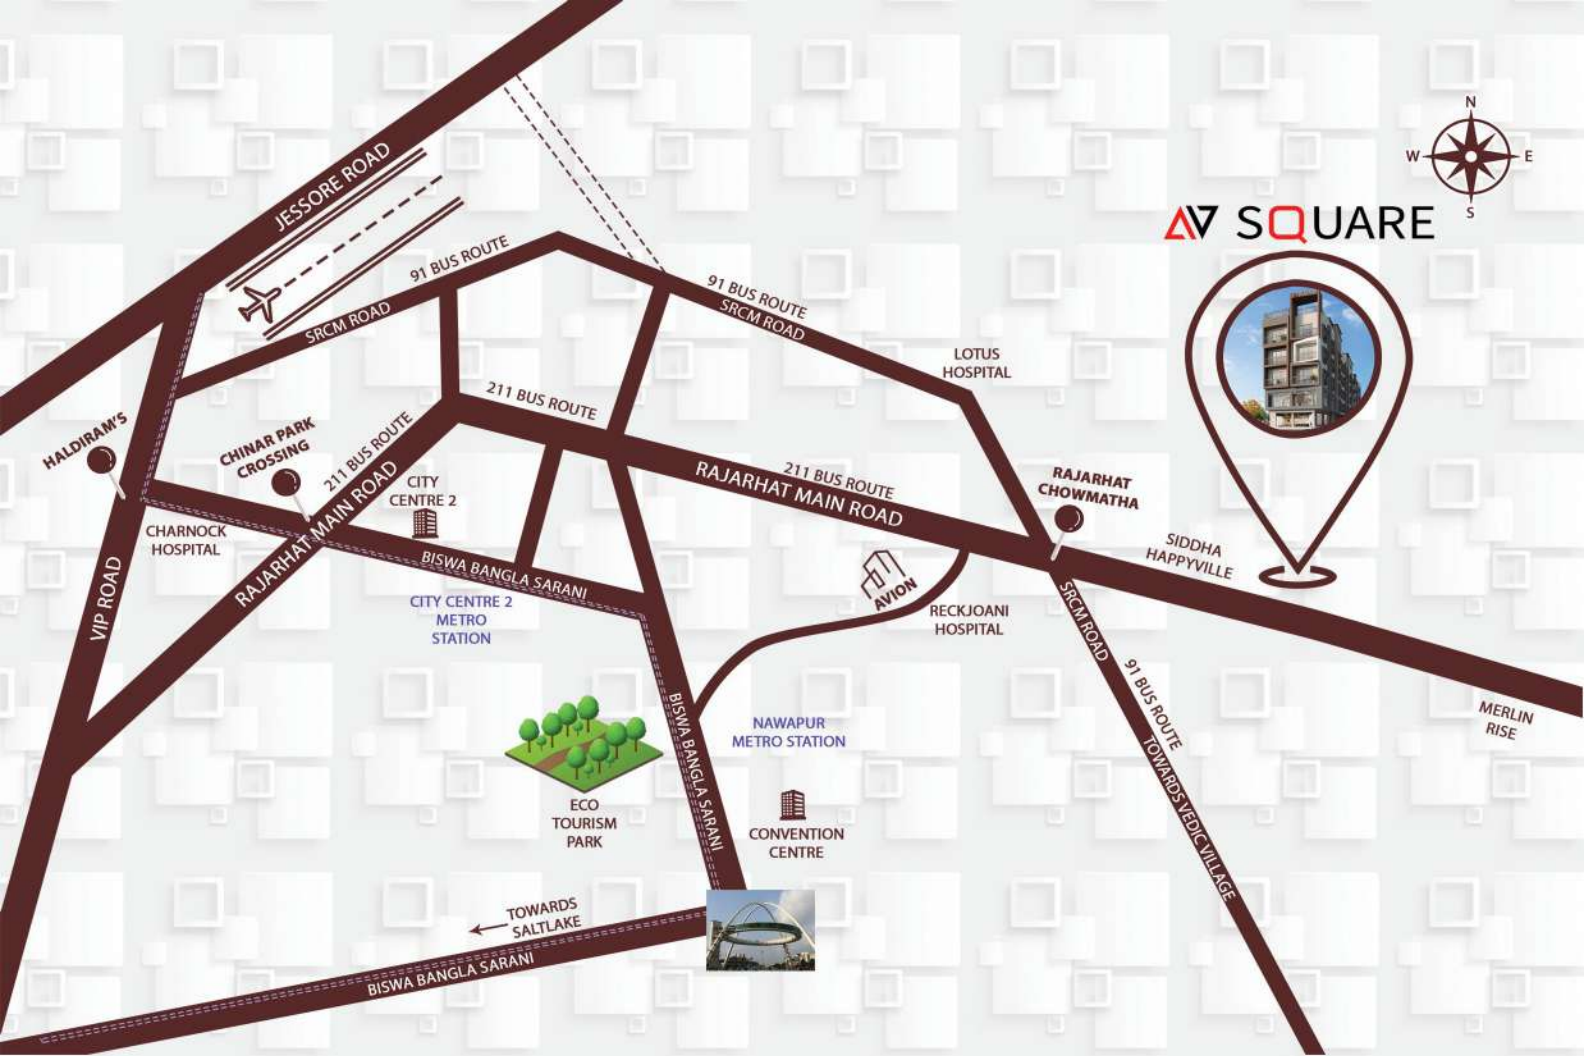 JESSORE ROAD
N
W
E
S
AV SQUARE
91 BUS ROUTE
SRCM ROAD
91 BUS ROUTE
SRCM ROAD
LOTUS
HOSPITAL
211 BUS ROUTE
HALDIRAM'S
CHINAR PARK
CROSSING
211 BUS ROUTE
RAJARHAT MAIN ROAD
CITY
CENTRE 2
211 BUS ROUTE
RAJARHAT MAIN ROAD
RAJARHAT
CHOWMATHA
CHARNOCK
HOSPITAL
SIDDHA
HAPPYVILLE
BISWA BANGLA SARANI
VIP ROAD
AVION
CITY CENTRE 2
METRO
STATION
RECKJOANI
HOSPITAL
SRCM ROAD
91 BUS ROUTE
TOWARDS VEDIC VILLAGE
MERLIN
RISE
BISWA BANGLA SARANI
NAWAPUR
METRO STATION
ECO
TOURISM
PARK
CONVENTION
CENTRE
TOWARDS
SALTLAKE
BISWA BANGLA SARANI